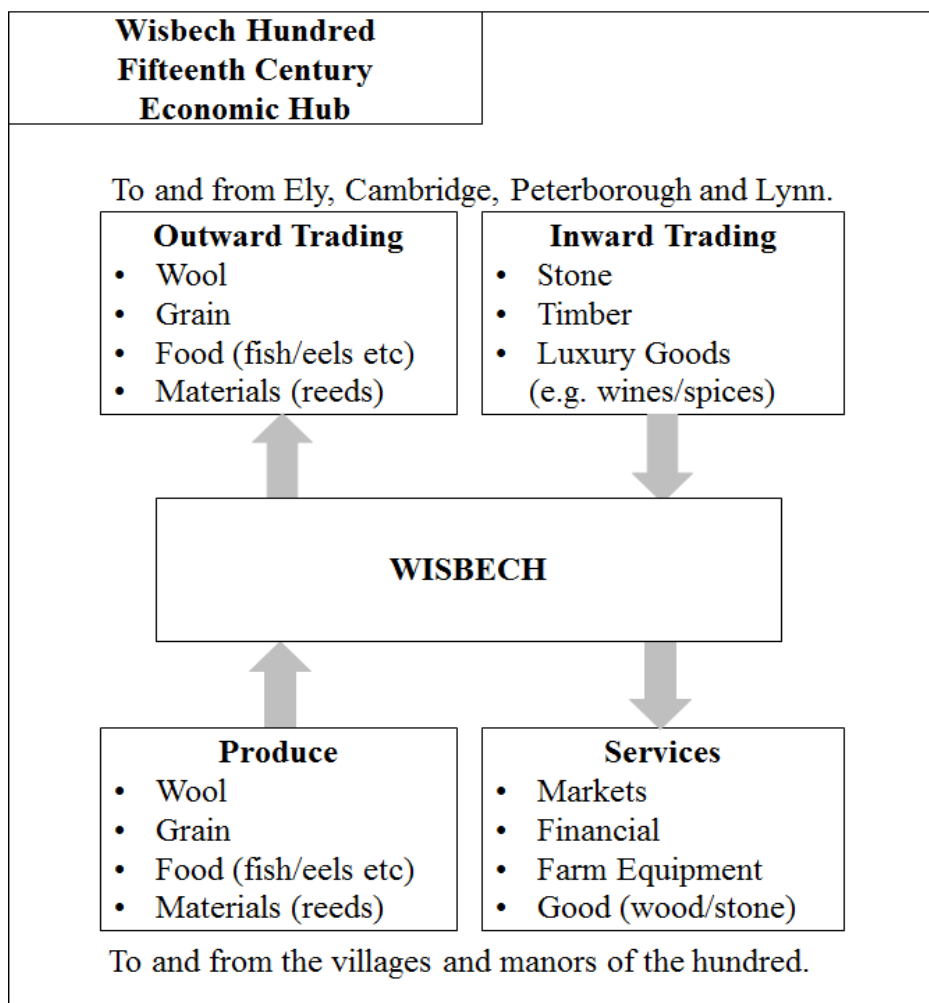 Wisbech Hundred
Fifteenth Century
Economic Hub
To and from Ely, Cambridge, Peterborough and Lynn.
Outward Trading
• Wool
• Grain
• Food (fish/eels etc)
• Materials (reeds)
Inward Trading
• Stone
• Timber
• Luxury Goods
(e.g. wines/spices)
WISBECH
Produce
• Wool
• Grain
• Food (fish/eels etc)
• Materials (reeds)
Services
• Markets
• Financial
• Farm Equipment
• Good (wood/stone)
To and from the villages and manors of the hundred.